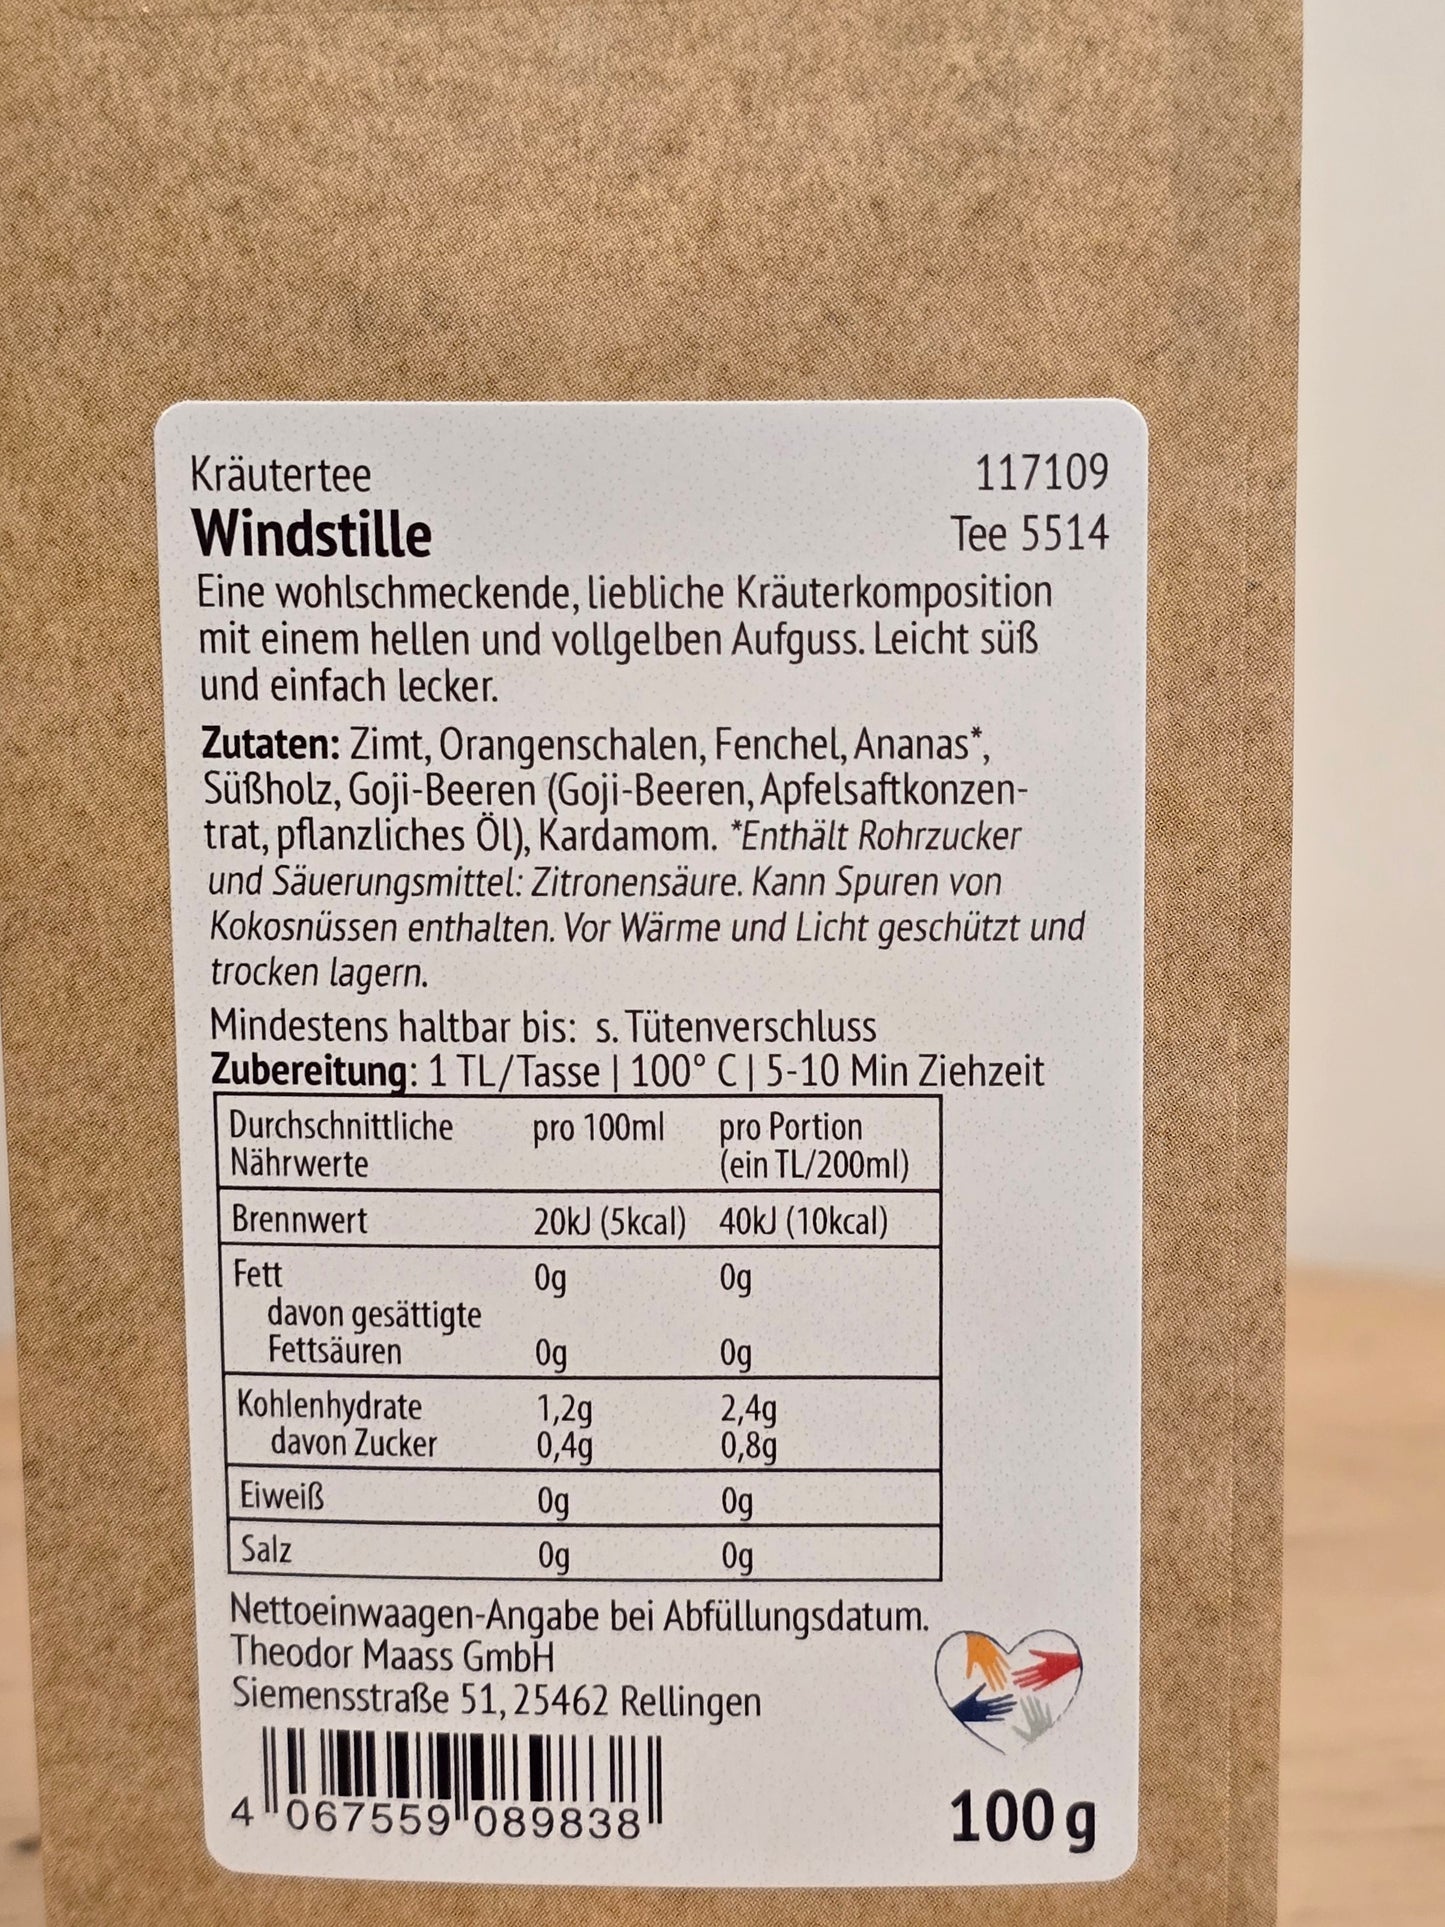 Kräutertee 117109
Windstille Tee 5514
Eine wohlschmeckende, liebliche Kräuterkomposition
mit einem hellen und vollgelben Aufguss. Leicht süß
und einfach lecker.
Zutaten: Zimt, Orangenschalen, Fenchel, Ananas*,
Süßholz, Goji-Beeren (Goji-Beeren, Apfelsaftkonzen-
trat, pflanzliches Öl), Kardamom. *Enthält Rohrzucker
und Säuerungsmittel: Zitronensäure. Kann Spuren von
Kokosnüssen enthalten. Vor Wärme und Licht geschützt und
trocken lagern.
Mindestens haltbar bis: s. Tütenverschluss
Zubereitung: 1 TL/Tasse | 100° C | 5-10 Min Ziehzeit
Durchschnittliche pro 100ml pro Portion
Nährwerte (ein TL/200ml)
Brennwert 20kJ (5kcal) 40kJ (10kcal)
Fett 0g 0g
davon gesättigte
Fettsäuren 0g 0g
Kohlenhydrate 1,2g 2,4g
davon Zucker 0,4g 0,8g
Eiweiß 0g 0g
Salz 0g 0g
Nettoeinwaagen-Angabe bei Abfüllungsdatum.
Theodor Maass GmbH
Siemensstraße 51, 25462 Rellingen
4 067559 089838
100 g